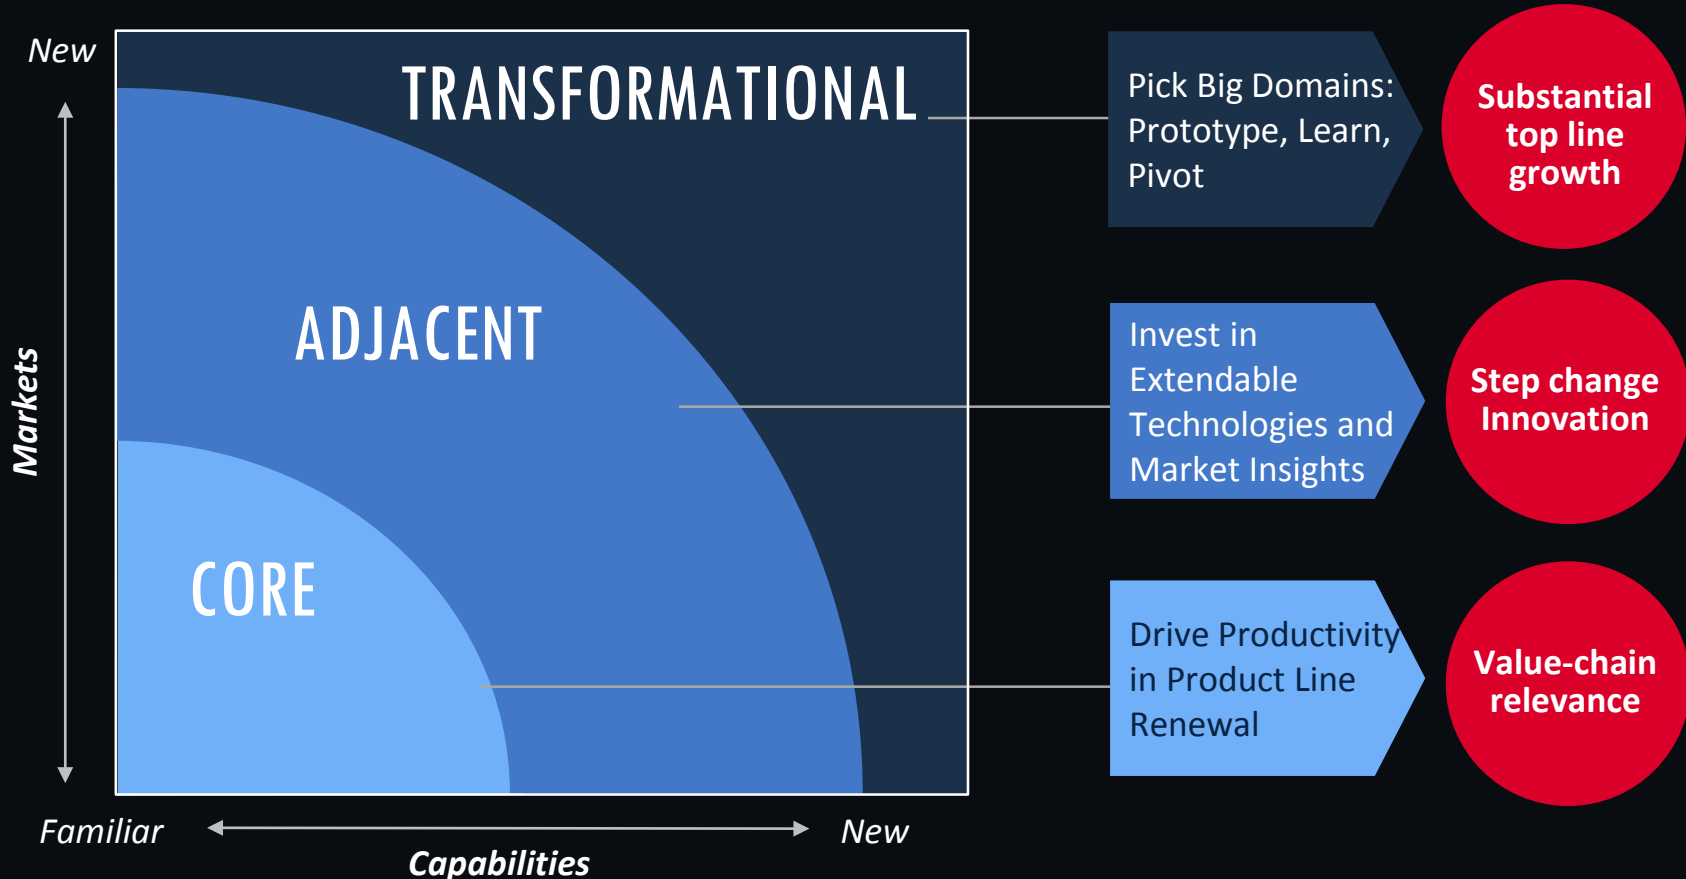 New
TRANSFORMATIONAL
ADJACENT
CORE
Markets
Familiar
New
Capabilities
Pick Big Domains:
Prototype, Learn,
Pivot
Substantial
top line
growth
Invest in
Extendable
Technologies and
Market Insights
Step change
Innovation
Drive Productivity
in Product Line
Renewal
Value-chain
relevance